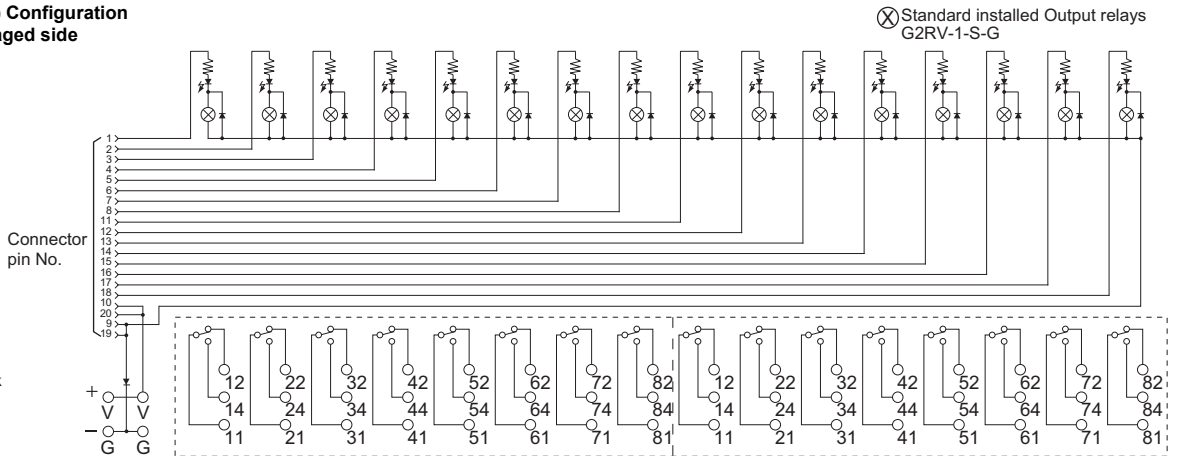 Configuration
aged side
Standard installed Output relays
G2RV-1-S-G
1
2
3
4
5
6
7
8
11
12
13
14
15
16
17
18
10
20
9
19
Connector
pin No.
12 22 32 42 52 62 72 82 12 22 32 42 52 62 72 82
14 24 34 44 54 64 74 84 14 24 34 44 54 64 74 84
11 21 31 41 51 61 71 81 11 21 31 41 51 61 71 81
+
V V
−
G G